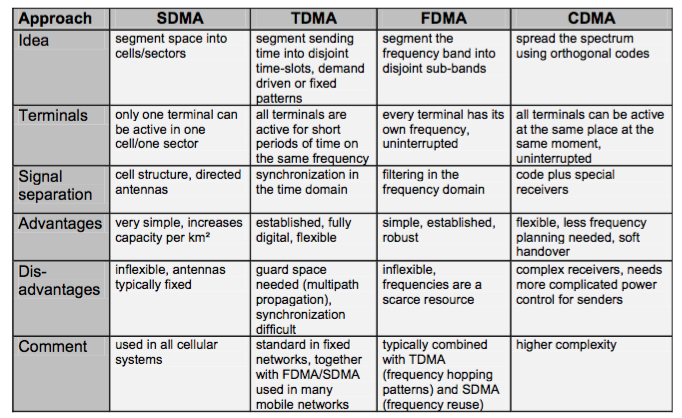 Approach SDMA TDMA FDMA CDMA
Idea
segment space into
cells/sectors
segment sending
time into disjoint
time-slots, demand
driven or fixed
patterns
segment the
frequency band into
disjoint sub-bands
spread the spectrum
using orthogonal codes
Terminals
only one terminal can
be active in one
cell/one sector
all terminals are
active for short
periods of time on
the same frequency
every terminal has its
own frequency,
uninterrupted
all terminals can be active
at the same place at the
same moment,
uninterrupted
Signal
separation
cell structure, directed
antennas
synchronization in
the time domain
filtering in the
frequency domain
code plus special
receivers
Advantages
very simple, increases
capacity per km²
established, fully
digital, flexible
simple, established,
robust
flexible, less frequency
planning needed, soft
handover
Dis-
advantages
inflexible, antennas
typically fixed
guard space
needed (multipath
propagation),
synchronization
difficult
inflexible,
frequencies are a
scarce resource
complex receivers, needs
more complicated power
control for senders
Comment
used in all cellular
systems
standard in fixed
networks, together
with FDMA/SDMA
used in many
mobile networks
typically combined
with TDMA
(frequency hopping
patterns) and SDMA
(frequency reuse)
higher complexity